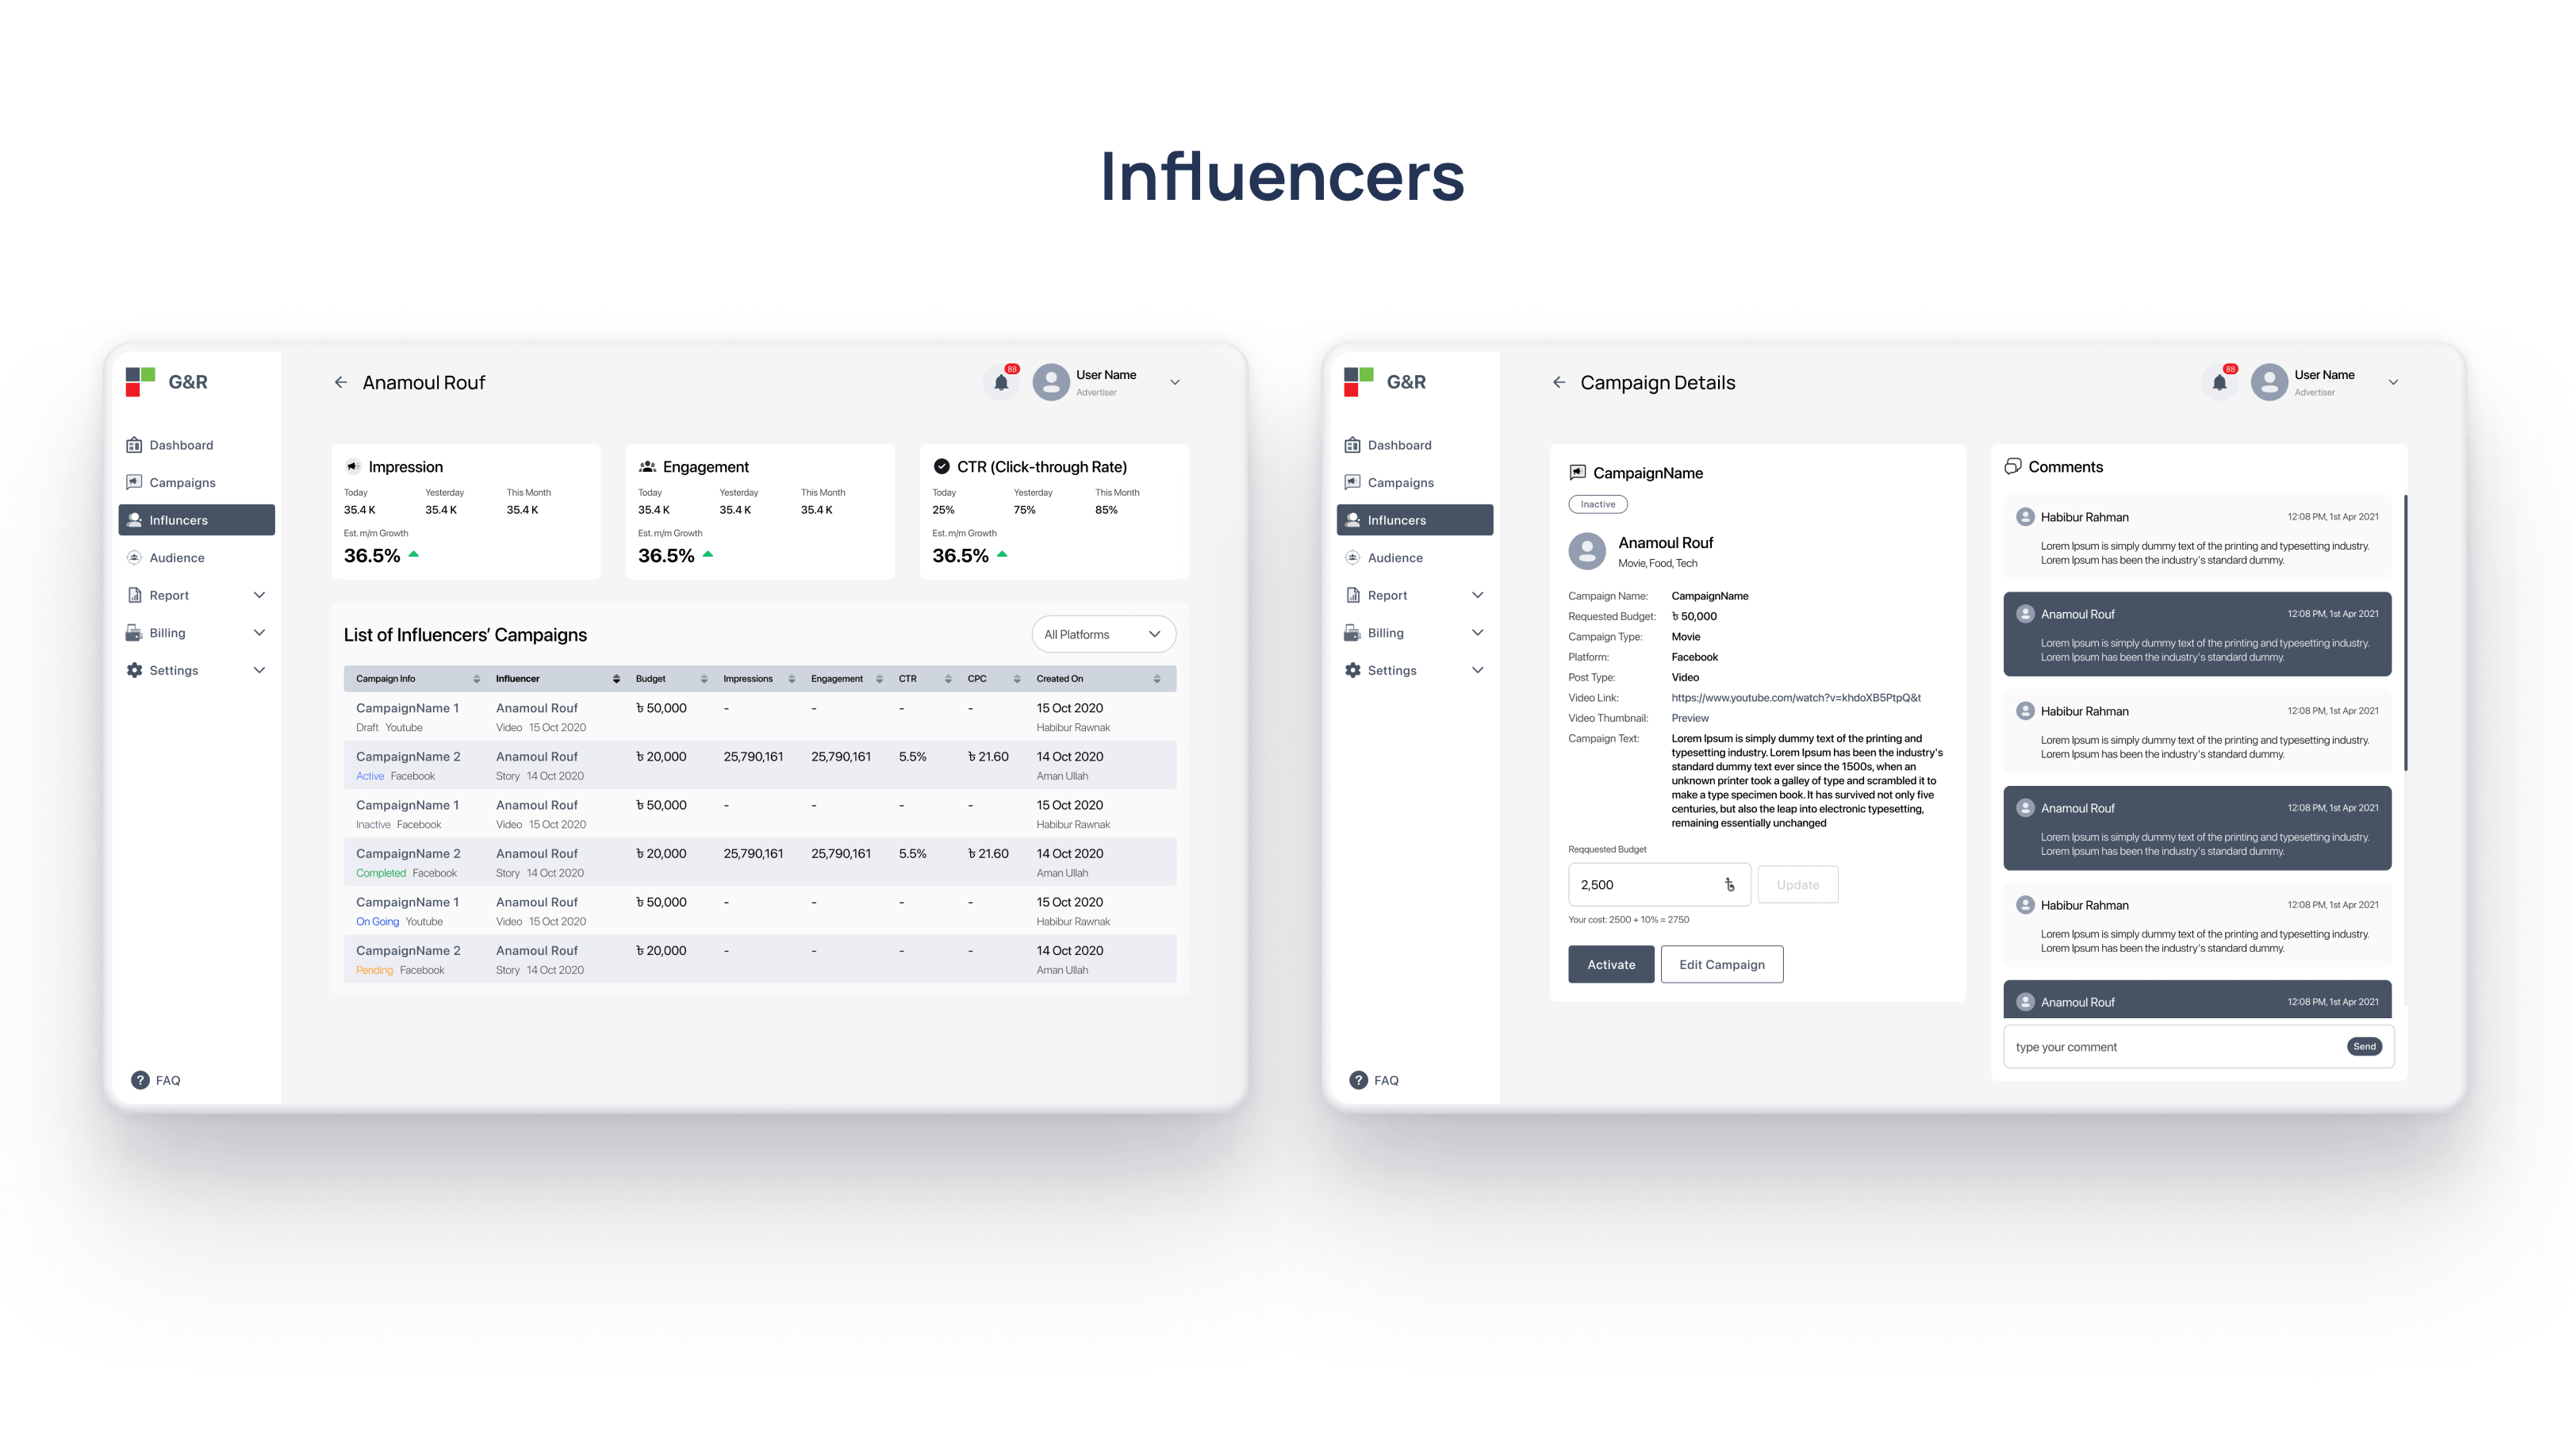 Influencers
G&R
Dashboard
Campaigns
Influncers
Audience
Report
Billing
Settings
FAQ
Anamoul Rouf
88
User Name
Advertiser
Impression
Today Yesterday This Month
35.4 K 35.4 K 35.4 K
Est. m/m Growth
36.5%
Engagement
Today Yesterday This Month
35.4 K 35.4 K 35.4 K
Est. m/m Growth
36.5%
CTR (Click-through Rate)
Today Yesterday This Month
25% 75% 85%
Est. m/m Growth
36.5%
List of Influencers’ Campaigns
All Platforms
Campaign Info Influencer Budget Impressions Engagement CTR CPC Created On
CampaignName 1 Anamoul Rouf ৳ 50,000 - - - - 15 Oct 2020
Draft Youtube Video 15 Oct 2020 Habibur Rawnak
CampaignName 2 Anamoul Rouf ৳ 20,000 25,790,161 25,790,161 5.5% ৳ 21.60 14 Oct 2020
Active Facebook Story 14 Oct 2020 Aman Ullah
CampaignName 1 Anamoul Rouf ৳ 50,000 - - - - 15 Oct 2020
Inactive Facebook Video 15 Oct 2020 Habibur Rawnak
CampaignName 2 Anamoul Rouf ৳ 20,000 25,790,161 25,790,161 5.5% ৳ 21.60 14 Oct 2020
Completed Facebook Story 14 Oct 2020 Aman Ullah
CampaignName 1 Anamoul Rouf ৳ 50,000 - - - - 15 Oct 2020
On Going Youtube Video 15 Oct 2020 Habibur Rawnak
CampaignName 2 Anamoul Rouf ৳ 20,000 - - - - 14 Oct 2020
Pending Facebook Story 14 Oct 2020 Aman Ullah
G&R
Dashboard
Campaigns
Influncers
Audience
Report
Billing
Settings
FAQ
Campaign Details
88
User Name
Advertiser
CampaignName
Inactive
Anamoul Rouf
Movie, Food, Tech
Campaign Name: CampaignName
Requested Budget: ৳ 50,000
Campaign Type: Movie
Platform: Facebook
Post Type: Video
Video Link: https://www.youtube.com/watch?v=khdoXB5PtpQ&t
Video Thumbnail: Preview
Campaign Text: Lorem Ipsum is simply dummy text of the printing and
typesetting industry. Lorem Ipsum has been the industry's
standard dummy text ever since the 1500s, when an
unknown printer took a galley of type and scrambled it to
make a type specimen book. It has survived not only five
centuries, but also the leap into electronic typesetting,
remaining essentially unchanged
Reqquested Budget
2,500 ৳
Update
Your cost: 2500 + 10% = 2750
Activate
Edit Campaign
Comments
Habibur Rahman 12:08 PM, 1st Apr 2021
Lorem Ipsum is simply dummy text of the printing and typesetting industry.
Lorem Ipsum has been the industry's standard dummy.
Anamoul Rouf 12:08 PM, 1st Apr 2021
Lorem Ipsum is simply dummy text of the printing and typesetting industry.
Lorem Ipsum has been the industry's standard dummy.
Habibur Rahman 12:08 PM, 1st Apr 2021
Lorem Ipsum is simply dummy text of the printing and typesetting industry.
Lorem Ipsum has been the industry's standard dummy.
Anamoul Rouf 12:08 PM, 1st Apr 2021
Lorem Ipsum is simply dummy text of the printing and typesetting industry.
Lorem Ipsum has been the industry's standard dummy.
Habibur Rahman 12:08 PM, 1st Apr 2021
Lorem Ipsum is simply dummy text of the printing and typesetting industry.
Lorem Ipsum has been the industry's standard dummy.
Anamoul Rouf 12:08 PM, 1st Apr 2021
type your comment
Send